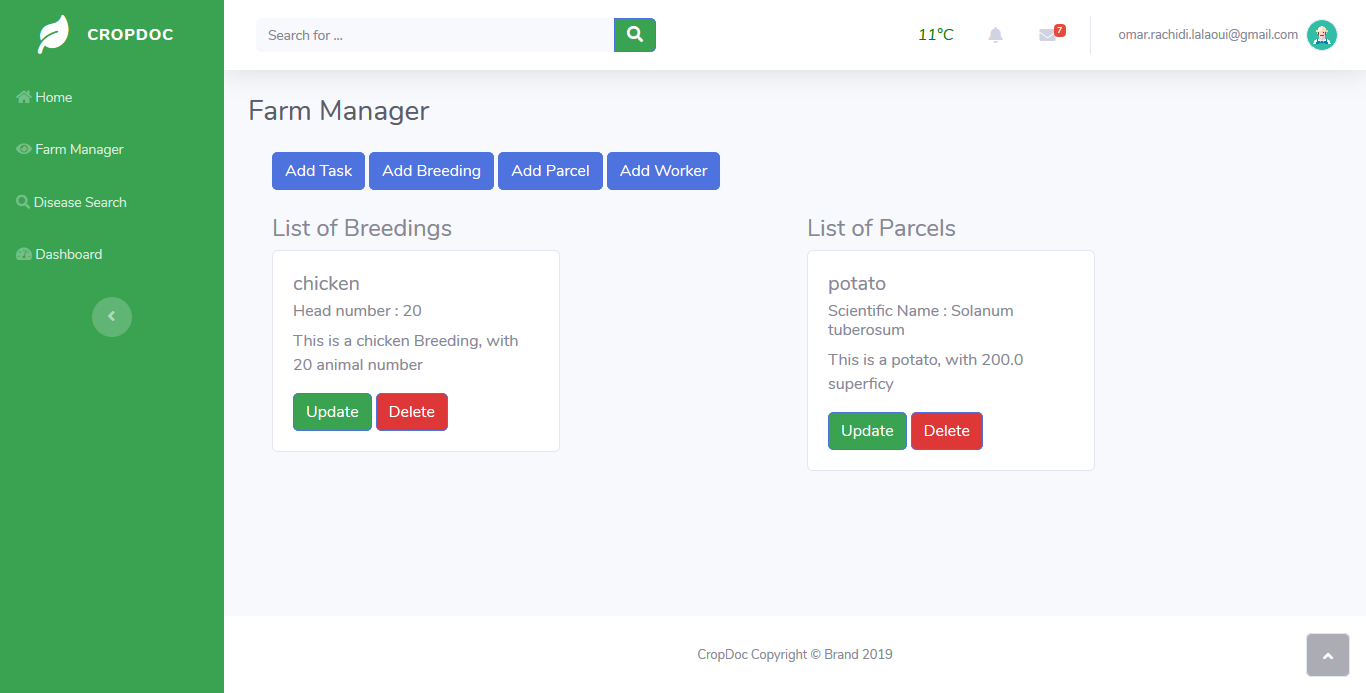 CROPDOC
Search for ...
11°C
7
omar.rachidi.lalaoui@gmail.com
Home
Farm Manager
Disease Search
Dashboard
Farm Manager
Add Task
Add Breeding
Add Parcel
Add Worker
List of Breedings
chicken
Head number : 20
This is a chicken Breeding, with
20 animal number
Update
Delete
List of Parcels
potato
Scientific Name : Solanum
tuberosum
This is a potato, with 200.0
superficy
Update
Delete
CropDoc Copyright © Brand 2019